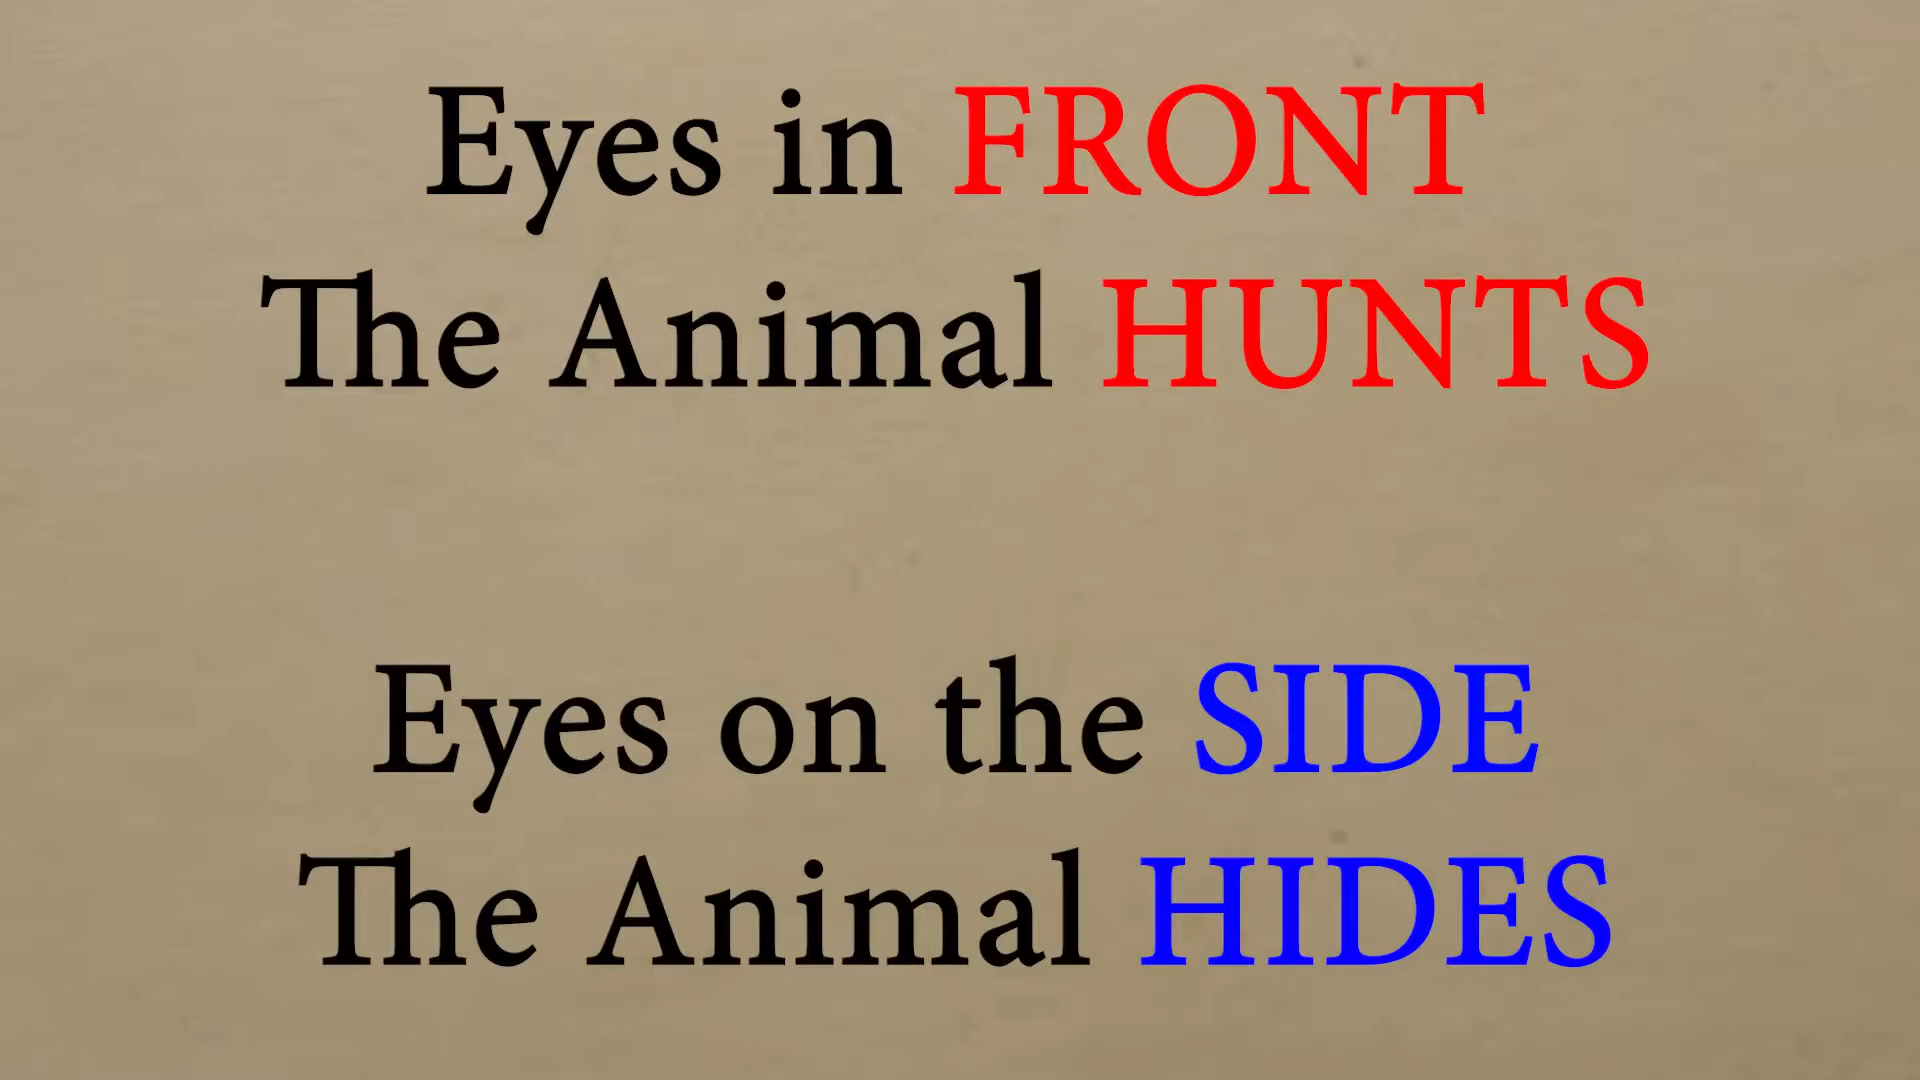 Eyes in FRONT
The Animal HUNTS
Eyes on the SIDE
The Animal HIDES